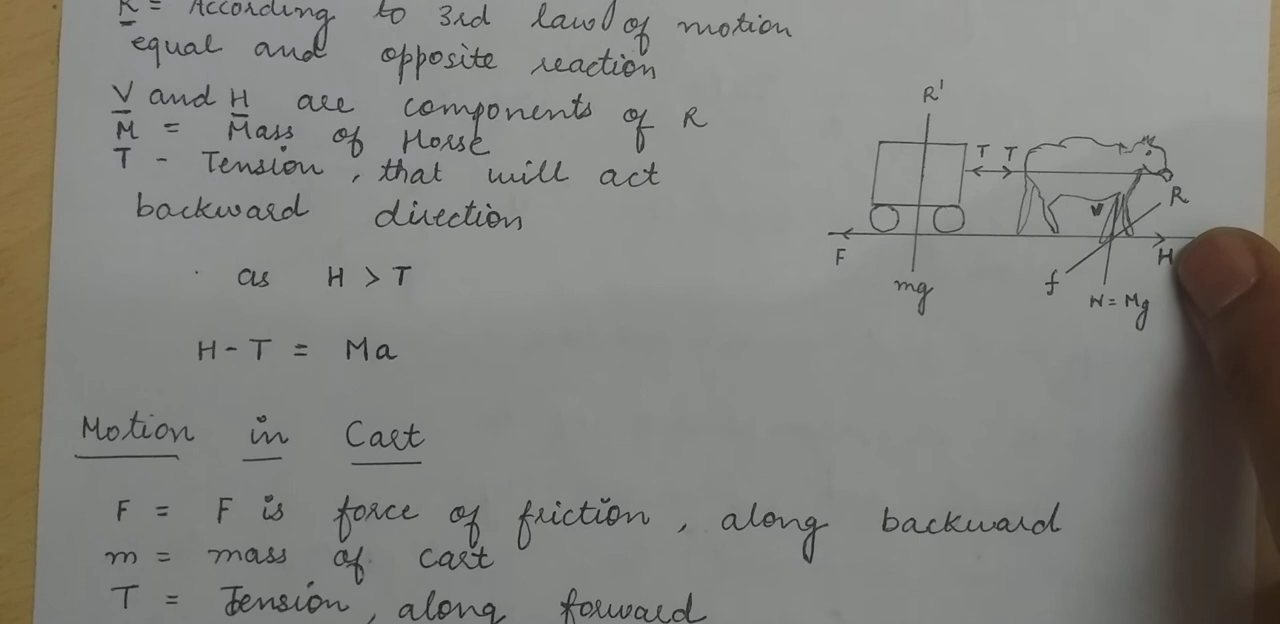 R = According to 3rd law of motion
equal and opposite reaction
V and H are components of R
M = Mass of Horse
T - Tension, that will act
backward direction
as H > T
H - T = Ma
Motion in Cart
F = F is force of friction, along backward
m = mass of cart
T = Tension, along forward
R'
T T
R
V
F
H
f
mg
W = Mg